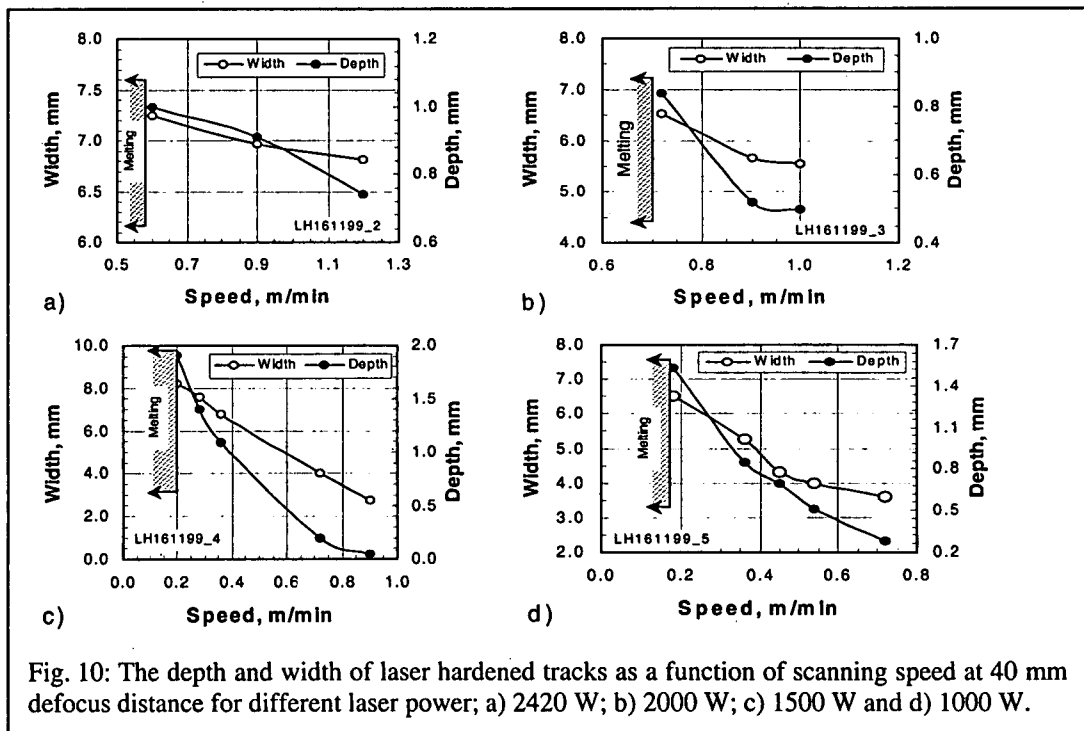 8.0
7.5
7.0
6.5
6.0
Width, mm
Width
Depth
1.2
1.0
0.8
0.6
Depth, mm
Melting
LH161199_2
0.5
0.7
0.9
1.1
1.3
Speed, m/min
a)
8.0
7.0
6.0
5.0
4.0
Width, mm
Width
Depth
1.0
0.8
0.6
0.4
Depth, mm
Melting
LH161199_3
0.6
0.8
1.0
1.2
Speed, m/min
b)
10.0
8.0
6.0
4.0
2.0
0.0
Width, mm
Width
Depth
2.0
1.5
1.0
0.5
0.0
Depth, mm
Melting
LH161199_4
0.0
0.2
0.4
0.6
0.8
1.0
Speed, m/min
c)
8.0
7.0
6.0
5.0
4.0
3.0
2.0
Width, mm
Width
Depth
1.7
1.4
1.1
0.8
0.5
0.2
Depth, mm
Melting
LH161199_5
0.0
0.2
0.4
0.6
0.8
Speed, m/min
d)
Fig. 10: The depth and width of laser hardened tracks as a function of scanning speed at 40 mm
defocus distance for different laser power; a) 2420 W; b) 2000 W; c) 1500 W and d) 1000 W.